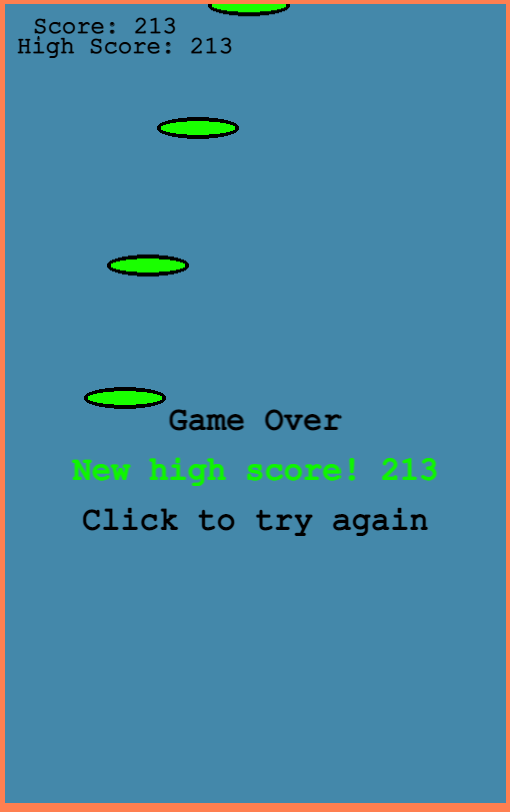 Score: 213
High Score: 213
Game Over
New high score! 213
Click to try again